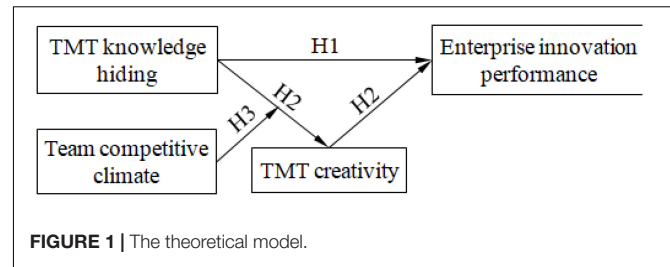 TMT knowledge
hiding
H1
Enterprise innovation
performance
H2
H2
H3
Team competitive
climate
TMT creativity
FIGURE 1 | The theoretical model.